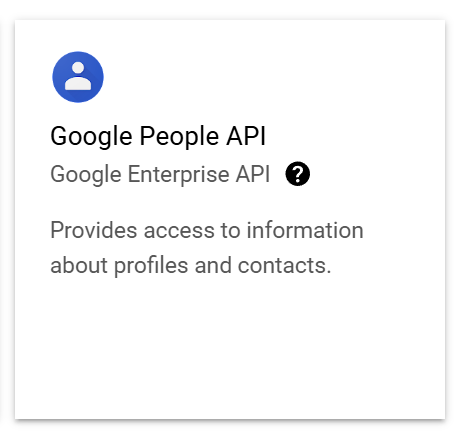 Google People API
Google Enterprise API ?
Provides access to information
about profiles and contacts.